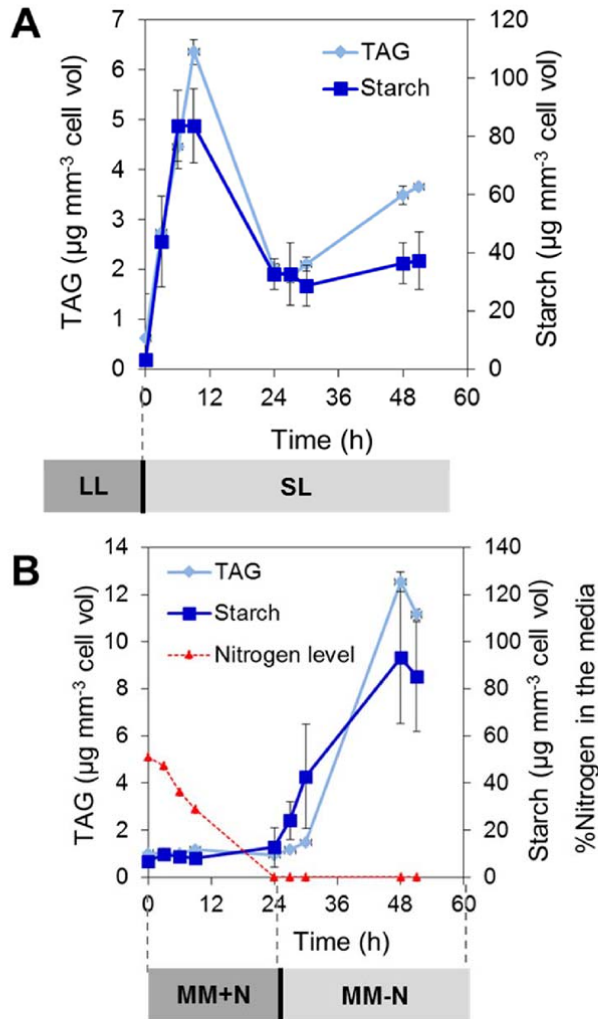 A
TAG
Starch
TAG (µg mm⁻³ cell vol)
7
6
5
4
3
2
1
0
Starch (µg mm⁻³ cell vol)
120
100
80
60
40
20
0
0 12 24 36 48 60
Time (h)
LL SL
B
TAG
Starch
Nitrogen level
TAG (µg mm⁻³ cell vol)
14
12
10
8
6
4
2
0
Starch (µg mm⁻³ cell vol)
%Nitrogen in the media
140
120
100
80
60
40
20
0
0 12 24 36 48 60
Time (h)
MM+N MM-N